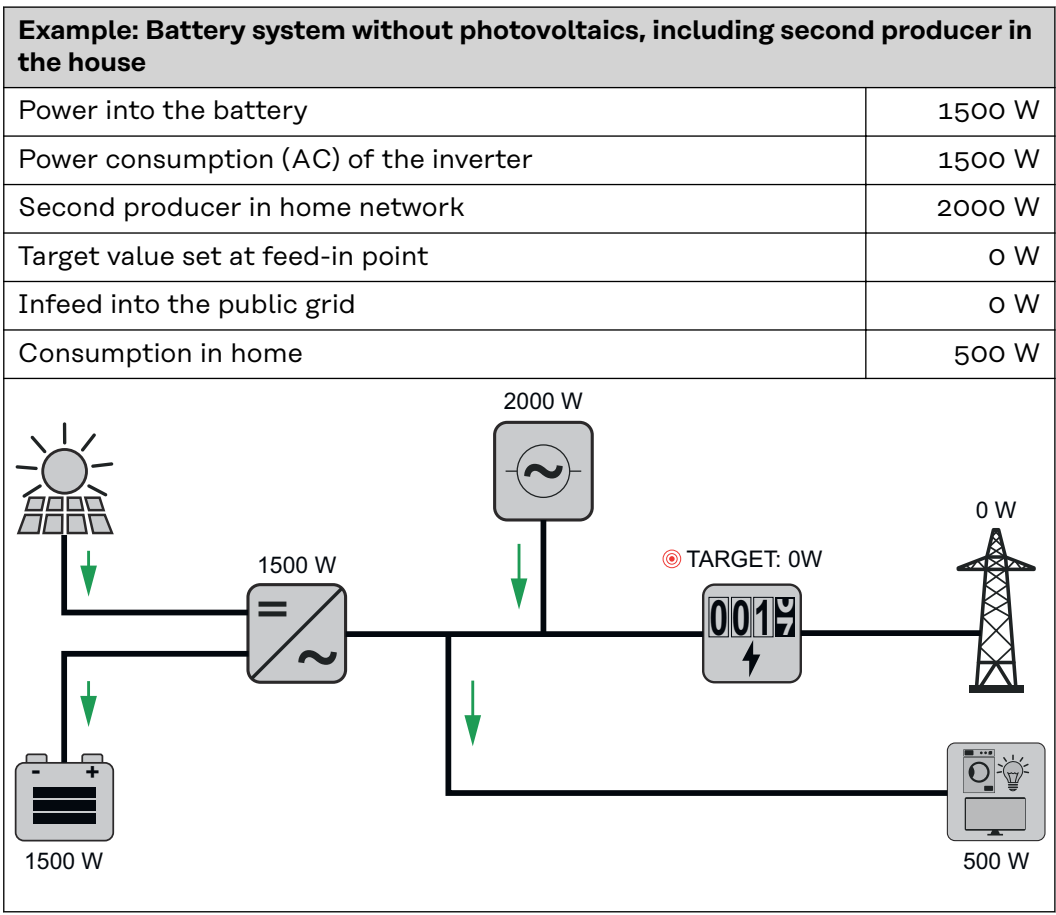 Example: Battery system without photovoltaics, including second producer in
the house
Power into the battery 1500 W
Power consumption (AC) of the inverter 1500 W
Second producer in home network 2000 W
Target value set at feed-in point 0 W
Infeed into the public grid 0 W
Consumption in home 500 W
2000 W
0 W
1500 W
TARGET: 0W
001
- +
1500 W
500 W